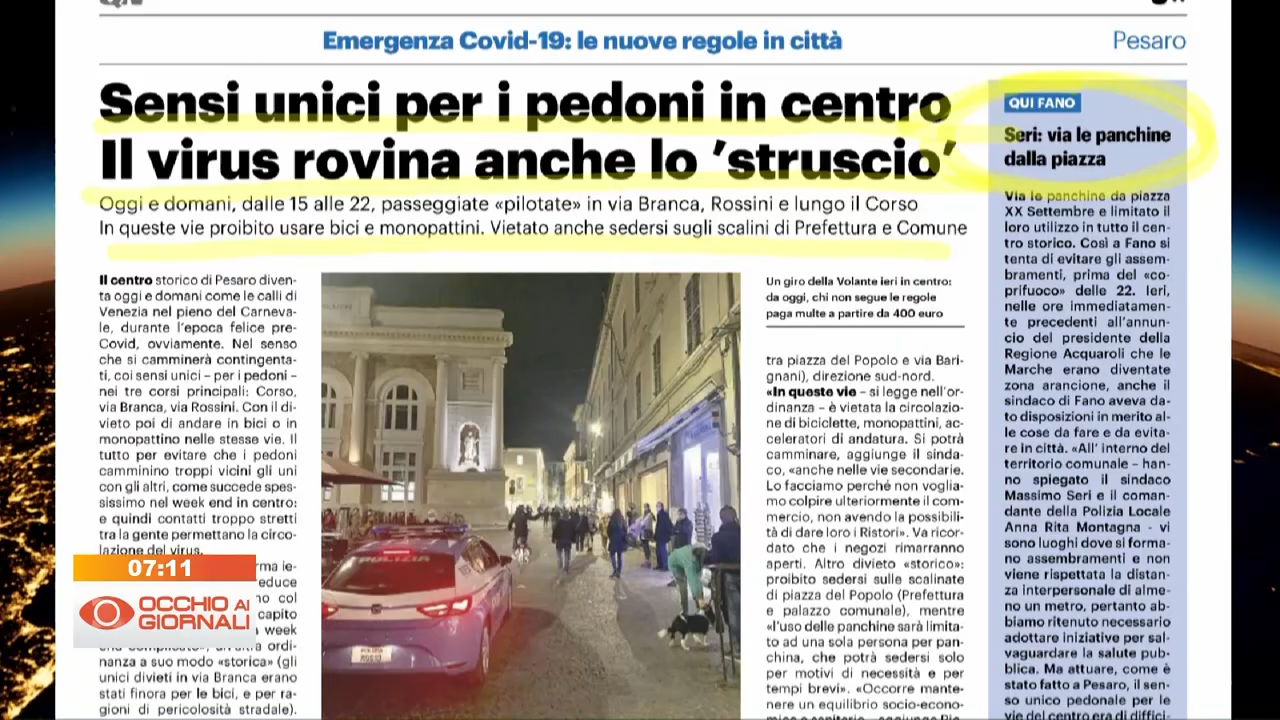 Emergenza Covid-19: le nuove regole in città
Pesaro
Sensi unici per i pedoni in centro
Il virus rovina anche lo 'struscio'
Oggi e domani, dalle 15 alle 22, passeggiate «pilotate» in via Branca, Rossini e lungo il Corso
In queste vie proibito usare bici e monopattini. Vietato anche sedersi sugli scalini di Prefettura e Comune
Il centro storico di Pesaro diven-
ta oggi e domani come le calli di
Venezia nel pieno del Carneva-
le, durante l'epoca felice pre-
Covid, ovviamente. Nel senso
che si camminerà contingenta-
ti, coi sensi unici – per i pedoni –
nei tre corsi principali: Corso,
via Branca, via Rossini. Con il di-
vieto poi di andare in bici o in
monopattino nelle stesse vie. Il
tutto per evitare che i pedoni
camminino troppi vicini gli uni
con gli altri, come succede spes-
sissimo nel week end in centro:
e quindi contatti troppo stretti
tra la gente permettano la circo-
lazione del virus.
rma ie-
reduce
no col
capito
week
nanza a suo modo «storica» (gli
unici divieti in via Branca erano
stati finora per le bici, e per ra-
gioni di pericolosità stradale).
07:11
OCCHIO AI
GIORNALI
POLIZIA
Un giro della Volante ieri in centro:
da oggi, chi non segue le regole
paga multe a partire da 400 euro
tra piazza del Popolo e via Bari-
gnani), direzione sud-nord.
«In queste vie – si legge nell'or-
dinanza – è vietata la circolazio-
ne di biciclette, monopattini, ac-
celeratori di andatura. Si potrà
camminare, aggiunge il sinda-
co, «anche nelle vie secondarie.
Lo facciamo perché non voglia-
mo colpire ulteriormente il com-
mercio, non avendo la possibili-
tà di dare loro i Ristori». Va ricor-
dato che i negozi rimarranno
aperti. Altro divieto «storico»:
proibito sedersi sulle scalinate
di piazza del Popolo (Prefettura
e palazzo comunale), mentre
«l'uso delle panchine sarà limita-
to ad una sola persona per pan-
china, che potrà sedersi solo
per motivi di necessità e per
tempi brevi». «Occorre mante-
nere un equilibrio socio-econo-
QUI FANO
Seri: via le panchine
dalla piazza
Via le panchine da piazza
XX Settembre e limitato il
loro utilizzo in tutto il cen-
tro storico. Così a Fano si
tenta di evitare gli assem-
bramenti, prima del «co-
prifuoco» delle 22. Ieri,
nelle ore immediatamen-
te precedenti all'annun-
cio del presidente della
Regione Acquaroli che le
Marche erano diventate
zona arancione, anche il
sindaco di Fano aveva da-
to disposizioni in merito al-
le cose da fare e da evita-
re in città. «All' interno del
territorio comunale – han-
no spiegato il sindaco
Massimo Seri e il coman-
dante della Polizia Locale
Anna Rita Montagna - vi
sono luoghi dove si forma-
no assembramenti e non
viene rispettata la distan-
za interpersonale di alme-
no un metro, pertanto ab-
biamo ritenuto necessario
adottare iniziative per sal-
vaguardare la salute pub-
blica. Ma attuare, come è
stato fatto a Pesaro, il sen-
so unico pedonale per le
vie del centro era di diffici-